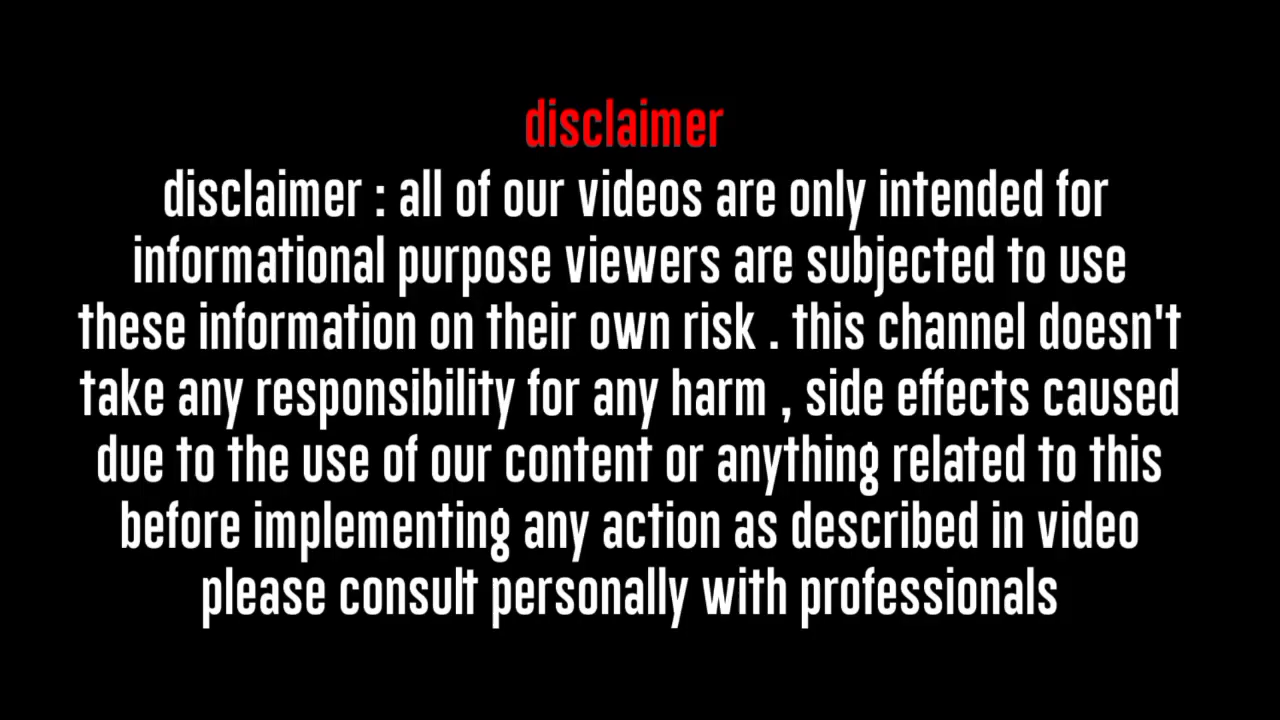 disclaimer
disclaimer : all of our videos are only intended for
informational purpose viewers are subjected to use
these information on their own risk . this channel doesn't
take any responsibility for any harm , side effects caused
due to the use of our content or anything related to this
before implementing any action as described in video
please consult personally with professionals